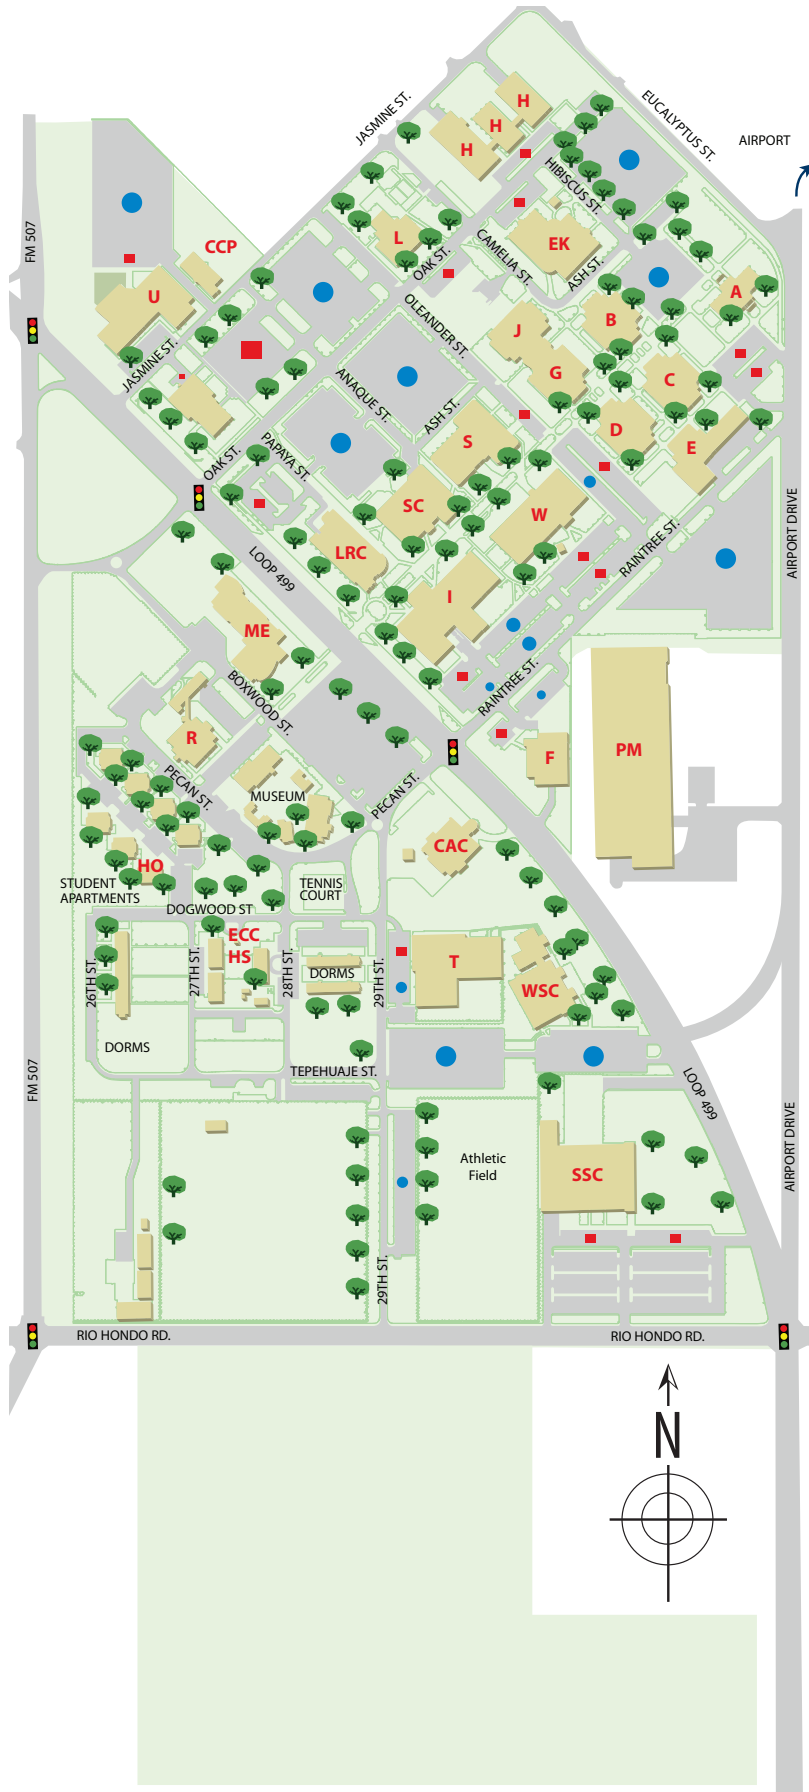 JASMINE ST.
EUCALYPTUS ST.
AIRPORT
H
H
H
HIBISCUS ST.
FM 507
CCP
L
OAK ST.
CAMELIA ST.
EK
ASH ST.
U
A
OLEANDER ST.
J
B
JASMINE ST.
G
C
ANAQUE ST.
ASH ST.
D
E
OAK ST.
PAPAYA ST.
S
SC
W
AIRPORT DRIVE
LRC
LOOP 499
RAINTREE ST.
I
ME
BOXWOOD ST.
RAINTREE ST.
R
F
PM
PECAN ST.
MUSEUM
PECAN ST.
CAC
HO
STUDENT
APARTMENTS
TENNIS
COURT
DOGWOOD ST
ECC
HS
26TH ST.
27TH ST.
28TH ST.
DORMS
29TH ST.
T
WSC
DORMS
TEPEHUAJE ST.
FM 507
LOOP 499
AIRPORT DRIVE
Athletic
Field
SSC
29TH ST.
RIO HONDO RD.
RIO HONDO RD.
N